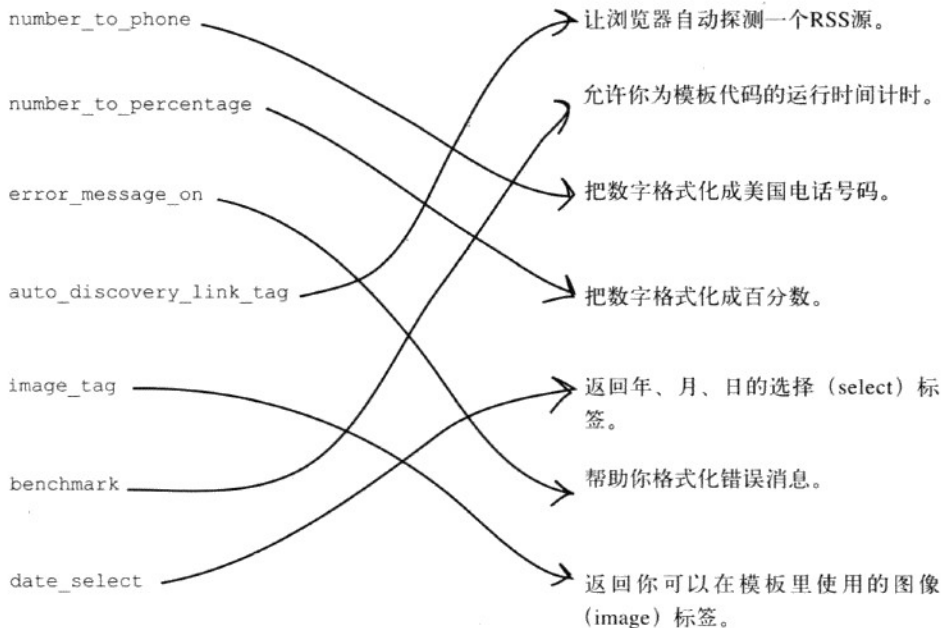 number_to_phone
让浏览器自动探测一个RSS源。
number_to_percentage
允许你为模板代码的运行时间计时。
error_message_on
把数字格式化成美国电话号码。
auto_discovery_link_tag
把数字格式化成百分数。
image_tag
返回年、月、日的选择（select）标
签。
benchmark
帮助你格式化错误消息。
date_select
返回你可以在模板里使用的图像
（image）标签。